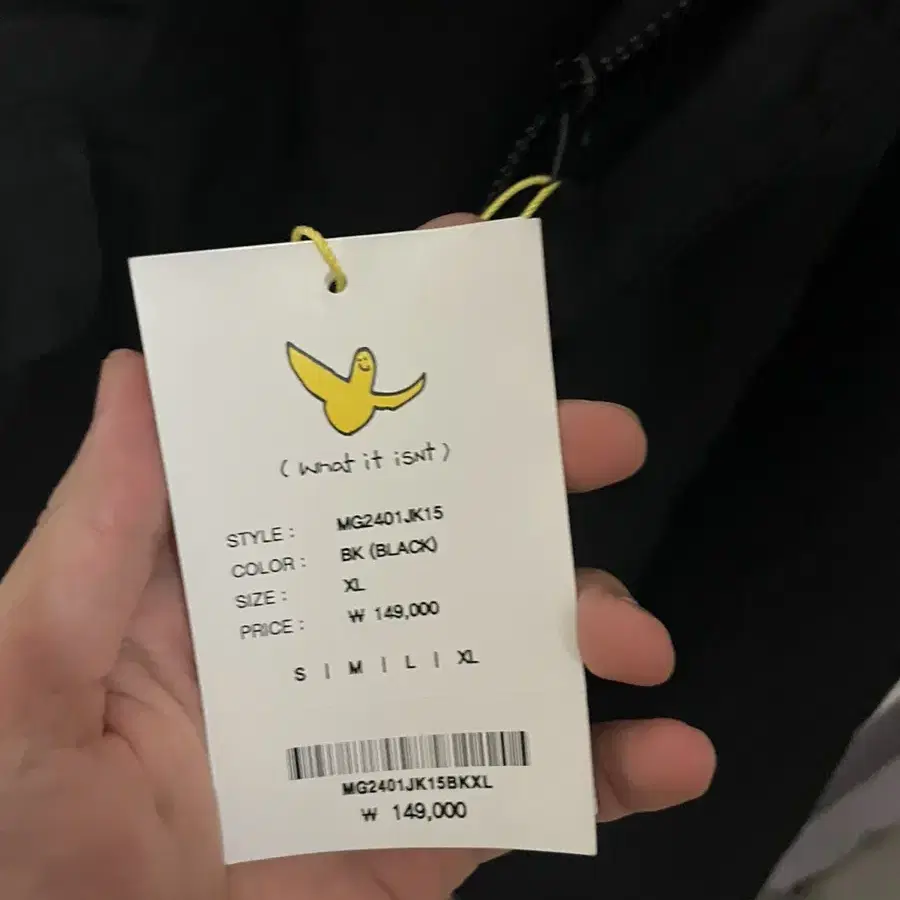 (what it isNt)
STYLE : MG2401JK15
COLOR : BK (BLACK)
SIZE : XL
PRICE : ₩ 149,000
S | M | L | XL
MG2401JK15BKXL
₩ 149,000